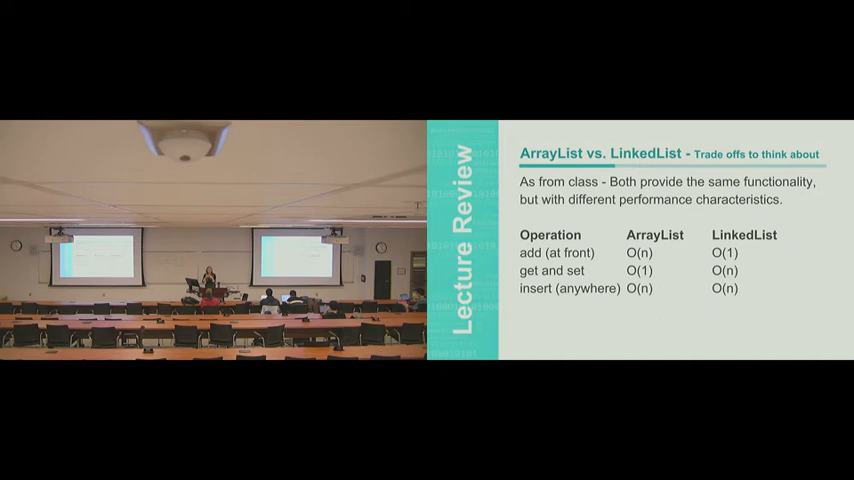 Lecture Review
ArrayList vs. LinkedList - Trade offs to think about
As from class - Both provide the same functionality,
but with different performance characteristics.
Operation ArrayList LinkedList
add (at front) O(n) O(1)
get and set O(1) O(n)
insert (anywhere) O(n) O(n)